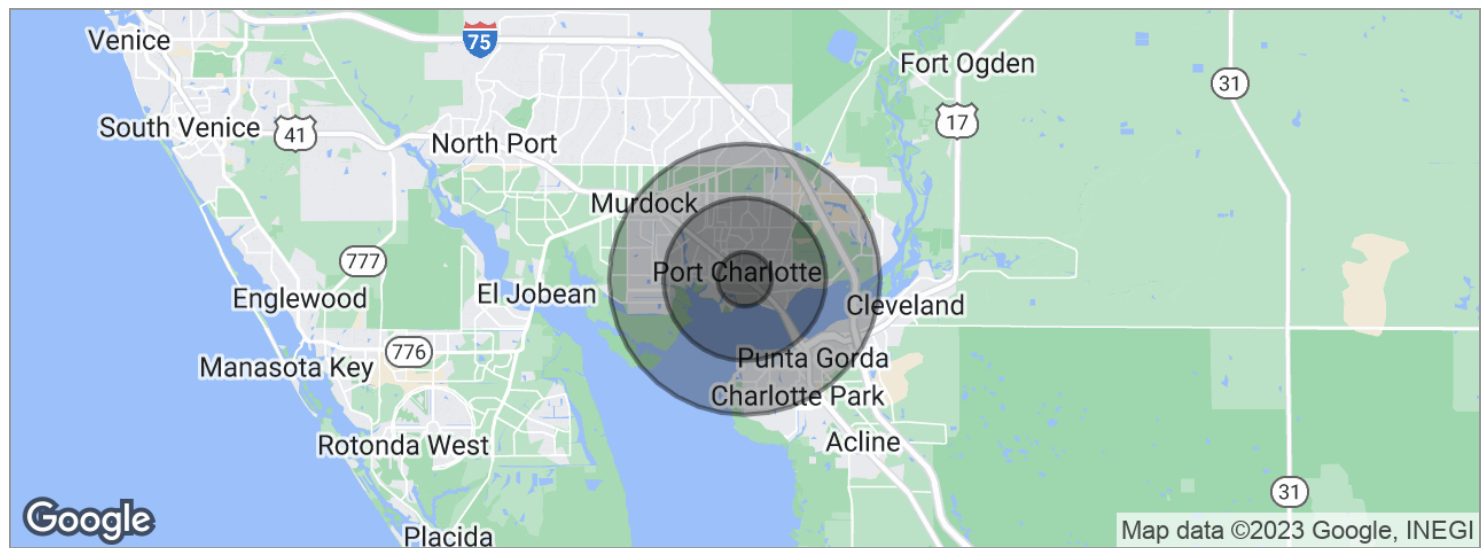 Venice
75
Fort Ogden
31
South Venice
41
17
North Port
Murdock
777
Port Charlotte
Englewood
El Jobean
Cleveland
776
Manasota Key
Punta Gorda
Charlotte Park
Rotonda West
Acline
31
Google
Placida
Map data ©2023 Google, INEGI